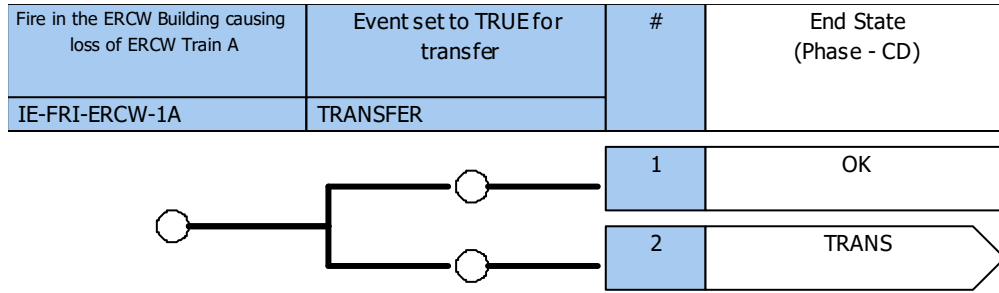 Fire in the ERCW Building causing
loss of ERCW Train A
Event set to TRUE for
transfer
#
End State
(Phase - CD)
IE-FRI-ERCW-1A
TRANSFER
1
OK
2
TRANS